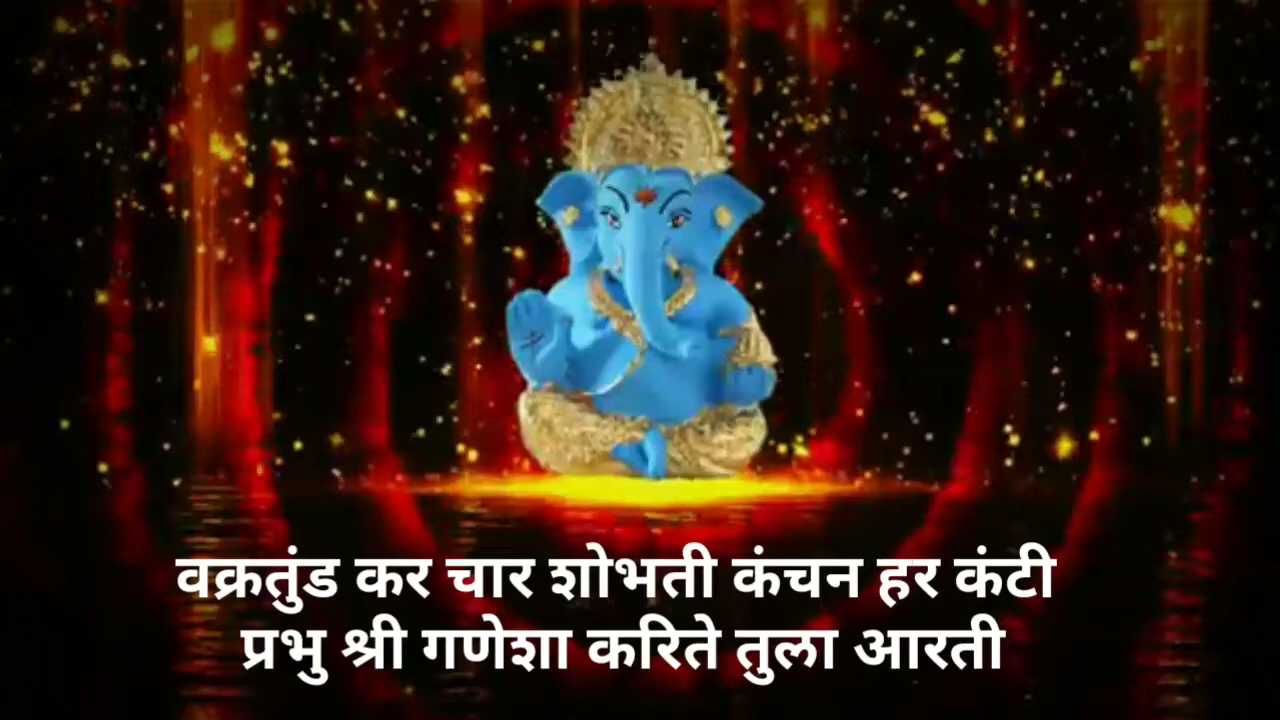 वक्रतुंड कर चार शोभती कंचन हर कंटी
प्रभु श्री गणेशा करिते तुला आरती